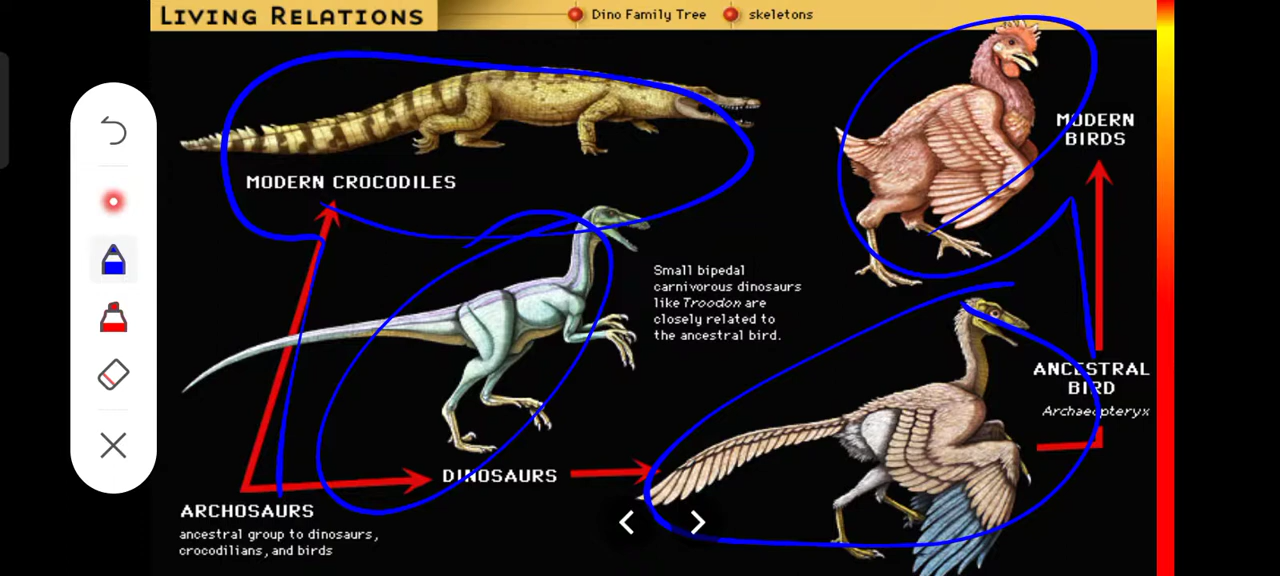 LIVING RELATIONS
Dino Family Tree
skeletons
MODERN CROCODILES
MODERN
BIRDS
Small bipedal
carnivorous dinosaurs
like Troodon are
closely related to
the ancestral bird.
ANCESTRAL
BIRD
Archaeopteryx
DINOSAURS
ARCHOSAURS
ancestral group to dinosaurs,
crocodilians, and birds